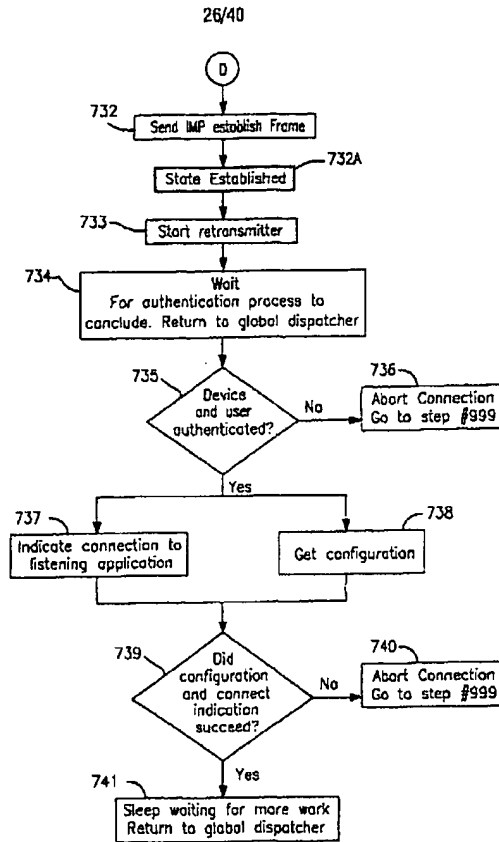 26/40
D
732
Send IMP establish Frame
732A
State Established
733
Start retransmitter
734
Wait
For authentication process to
conclude. Return to global dispatcher
735
Device
and user
authenticated?
No
736
Abort Connection
Go to step #999
Yes
737
Indicate connection to
listening application
738
Get configuration
739
Did
configuration
and connect
indication
succeed?
No
740
Abort Connection
Go to step #999
Yes
741
Sleep waiting for more work
Return to global dispatcher